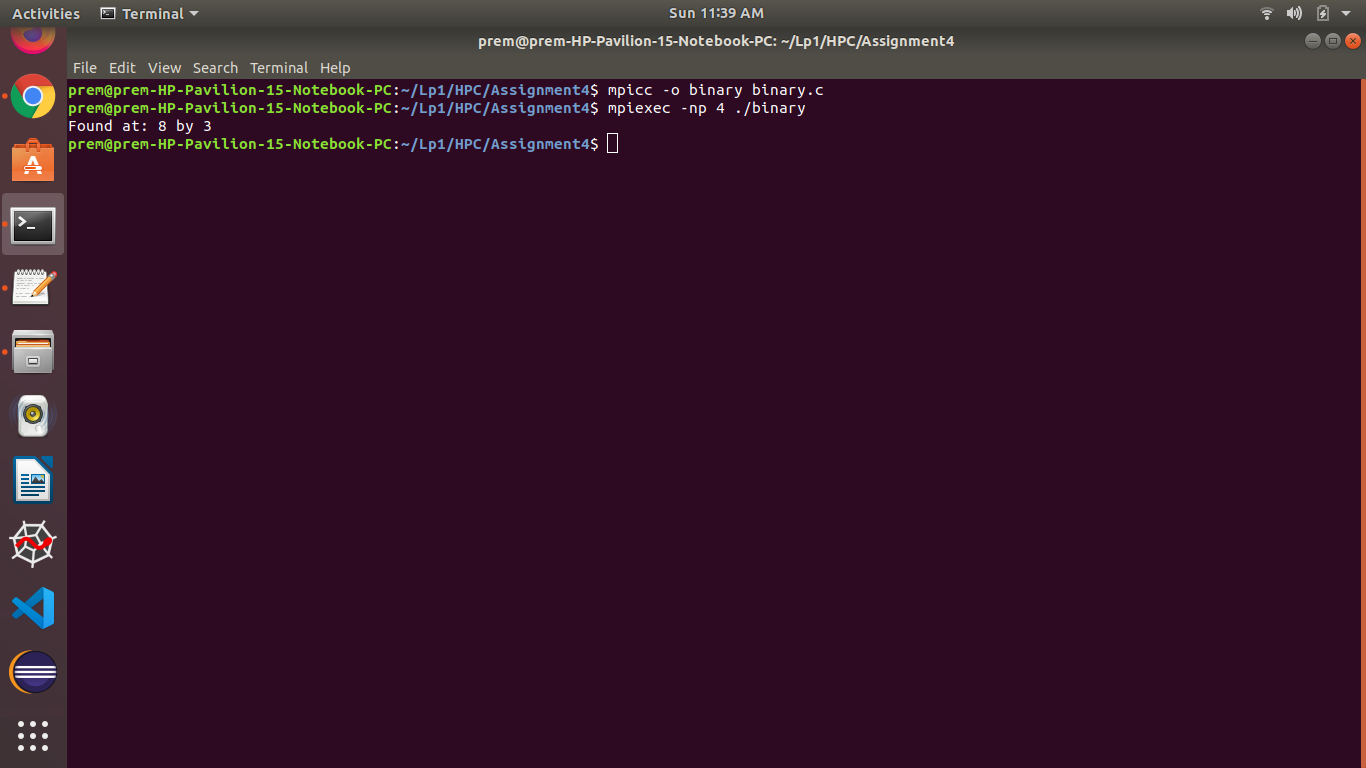 Activities Terminal Sun 11:39 AM
prem@prem-HP-Pavilion-15-Notebook-PC: ~/Lp1/HPC/Assignment4
File Edit View Search Terminal Help
prem@prem-HP-Pavilion-15-Notebook-PC:~/Lp1/HPC/Assignment4$ mpicc -o binary binary.c
prem@prem-HP-Pavilion-15-Notebook-PC:~/Lp1/HPC/Assignment4$ mpiexec -np 4 ./binary
Found at: 8 by 3
prem@prem-HP-Pavilion-15-Notebook-PC:~/Lp1/HPC/Assignment4$